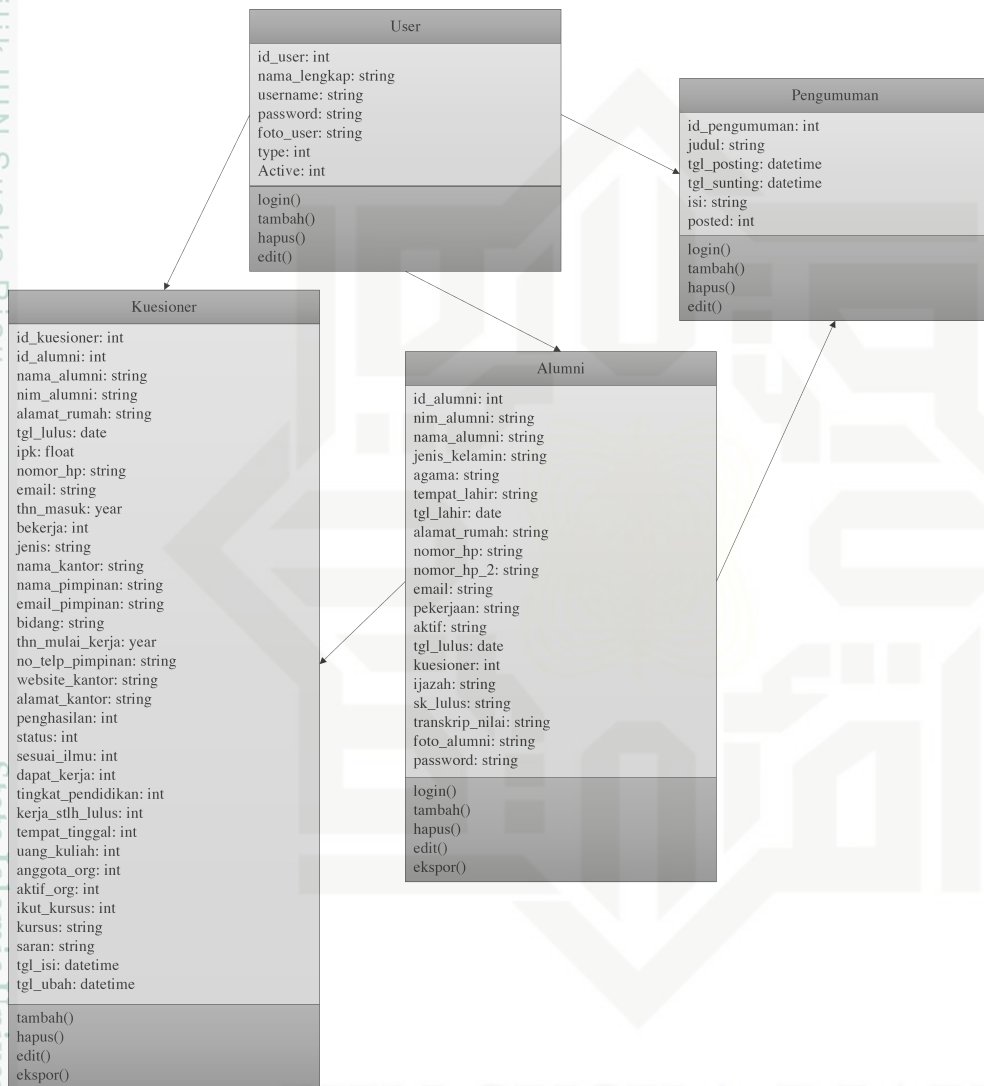 User
id_user: int
nama_lengkap: string
username: string
password: string
foto_user: string
type: int
Active: int
login()
tambah()
hapus()
edit()
Pengumuman
id_pengumuman: int
judul: string
tgl_posting: datetime
tgl_sunting: datetime
isi: string
posted: int
login()
tambah()
hapus()
edit()
Kuesioner
id_kuesioner: int
id_alumni: int
nama_alumni: string
nim_alumni: string
alamat_rumah: string
tgl_lulus: date
ipk: float
nomor_hp: string
email: string
thn_masuk: year
bekerja: int
jenis: string
nama_kantor: string
nama_pimpinan: string
email_pimpinan: string
bidang: string
thn_mulai_kerja: year
no_telp_pimpinan: string
website_kantor: string
alamat_kantor: string
penghasilan: int
status: int
sesuai_ilmu: int
dapat_kerja: int
tingkat_pendidikan: int
kerja_stlh_lulus: int
tempat_tinggal: int
uang_kuliah: int
anggota_org: int
aktif_org: int
ikut_kursus: int
kursus: string
saran: string
tgl_isi: datetime
tgl_ubah: datetime
tambah()
hapus()
edit()
ekspor()
Alumni
id_alumni: int
nim_alumni: string
nama_alumni: string
jenis_kelamin: string
agama: string
tempat_lahir: string
tgl_lahir: date
alamat_rumah: string
nomor_hp: string
nomor_hp_2: string
email: string
pekerjaan: string
aktif: string
tgl_lulus: date
kuesioner: int
ijazah: string
sk_lulus: string
transkrip_nilai: string
foto_alumni: string
password: string
login()
tambah()
hapus()
edit()
ekspor()